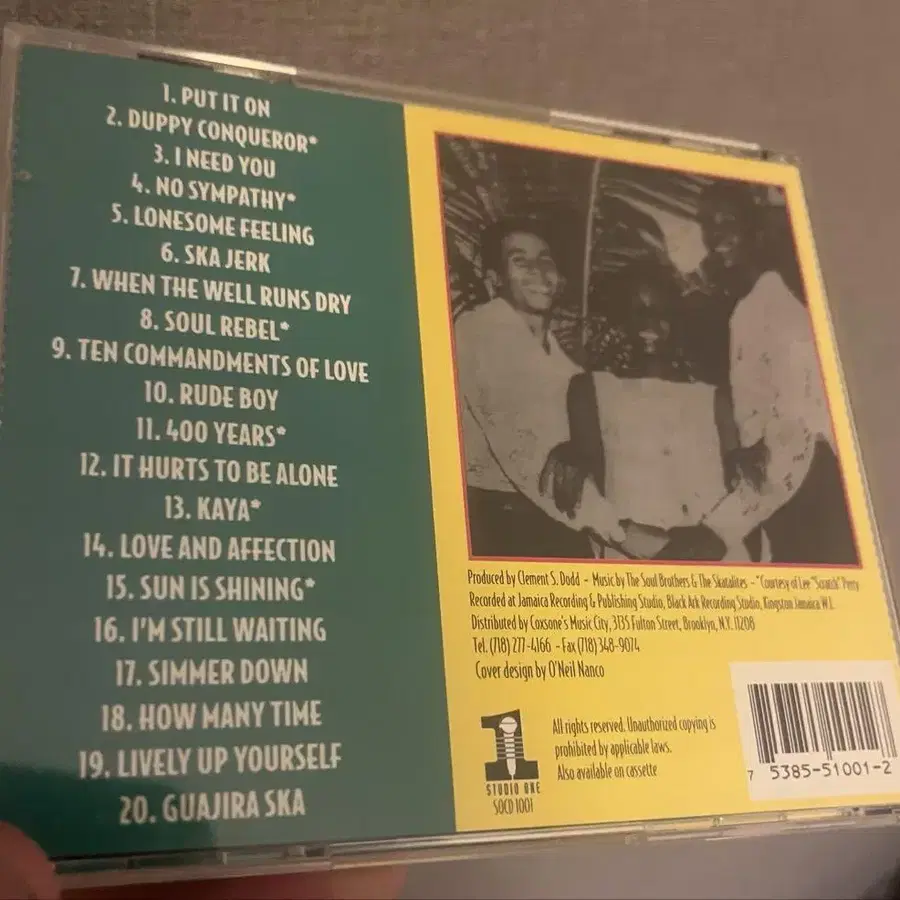 1. PUT IT ON
2. DUPPY CONQUEROR*
3. I NEED YOU
4. NO SYMPATHY*
5. LONESOME FEELING
6. SKA JERK
7. WHEN THE WELL RUNS DRY
8. SOUL REBEL*
9. TEN COMMANDMENTS OF LOVE
10. RUDE BOY
11. 400 YEARS*
12. IT HURTS TO BE ALONE
13. KAYA*
14. LOVE AND AFFECTION
15. SUN IS SHINING*
16. I'M STILL WAITING
17. SIMMER DOWN
18. HOW MANY TIME
19. LIVELY UP YOURSELF
20. GUAJIRA SKA
Produced by Clement S. Dodd - Music by The Soul Brothers & The Skatalites - *Courtesy of Lee "Scratch" Perry
Recorded at Jamaica Recording & Publishing Studio, Black Ark Recording Studio, Kingston Jamaica W.I.
Distributed by Coxsone's Music City, 3135 Fulton Street, Brooklyn, N.Y. 11208
Tel. (718) 277-4166 - Fax (718) 348-9074
Cover design by O'Neil Nanco
1
STUDIO ONE
SOCD 1001
All rights reserved. Unauthorized copying is
prohibited by applicable laws.
Also available on cassette
7 5385-51001-2